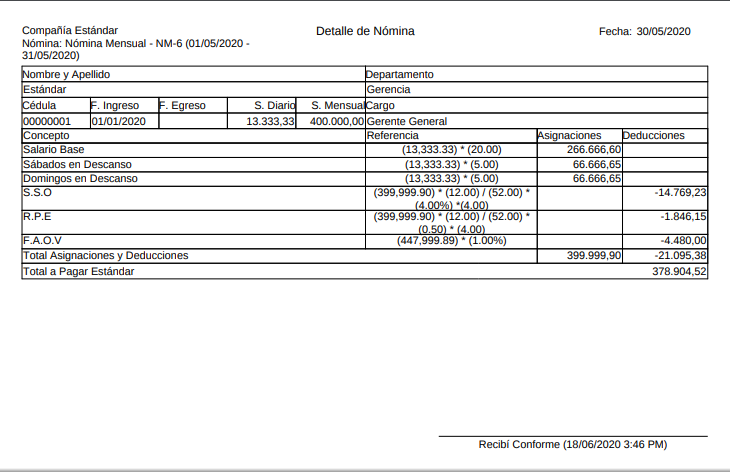 Compañía Estándar
Detalle de Nómina
Fecha: 30/05/2020
Nómina: Nómina Mensual - NM-6 (01/05/2020 -
31/05/2020)
Nombre y Apellido Departamento
Estándar Gerencia
Cédula F. Ingreso F. Egreso S. Diario S. Mensual Cargo
00000001 01/01/2020 13.333,33 400.000,00 Gerente General
Concepto Referencia Asignaciones Deducciones
Salario Base (13,333.33) * (20.00) 266.666,60
Sábados en Descanso (13,333.33) * (5.00) 66.666,65
Domingos en Descanso (13,333.33) * (5.00) 66.666,65
S.S.O (399,999.90) * (12.00) / (52.00) * -14.769,23
(4.00%) *(4.00)
R.P.E (399,999.90) * (12.00) / (52.00) * -1.846,15
(0.50) * (4.00)
F.A.O.V (447,999.89) * (1.00%) -4.480,00
Total Asignaciones y Deducciones 399.999,90 -21.095,38
Total a Pagar Estándar 378.904,52
Recibí Conforme (18/06/2020 3:46 PM)